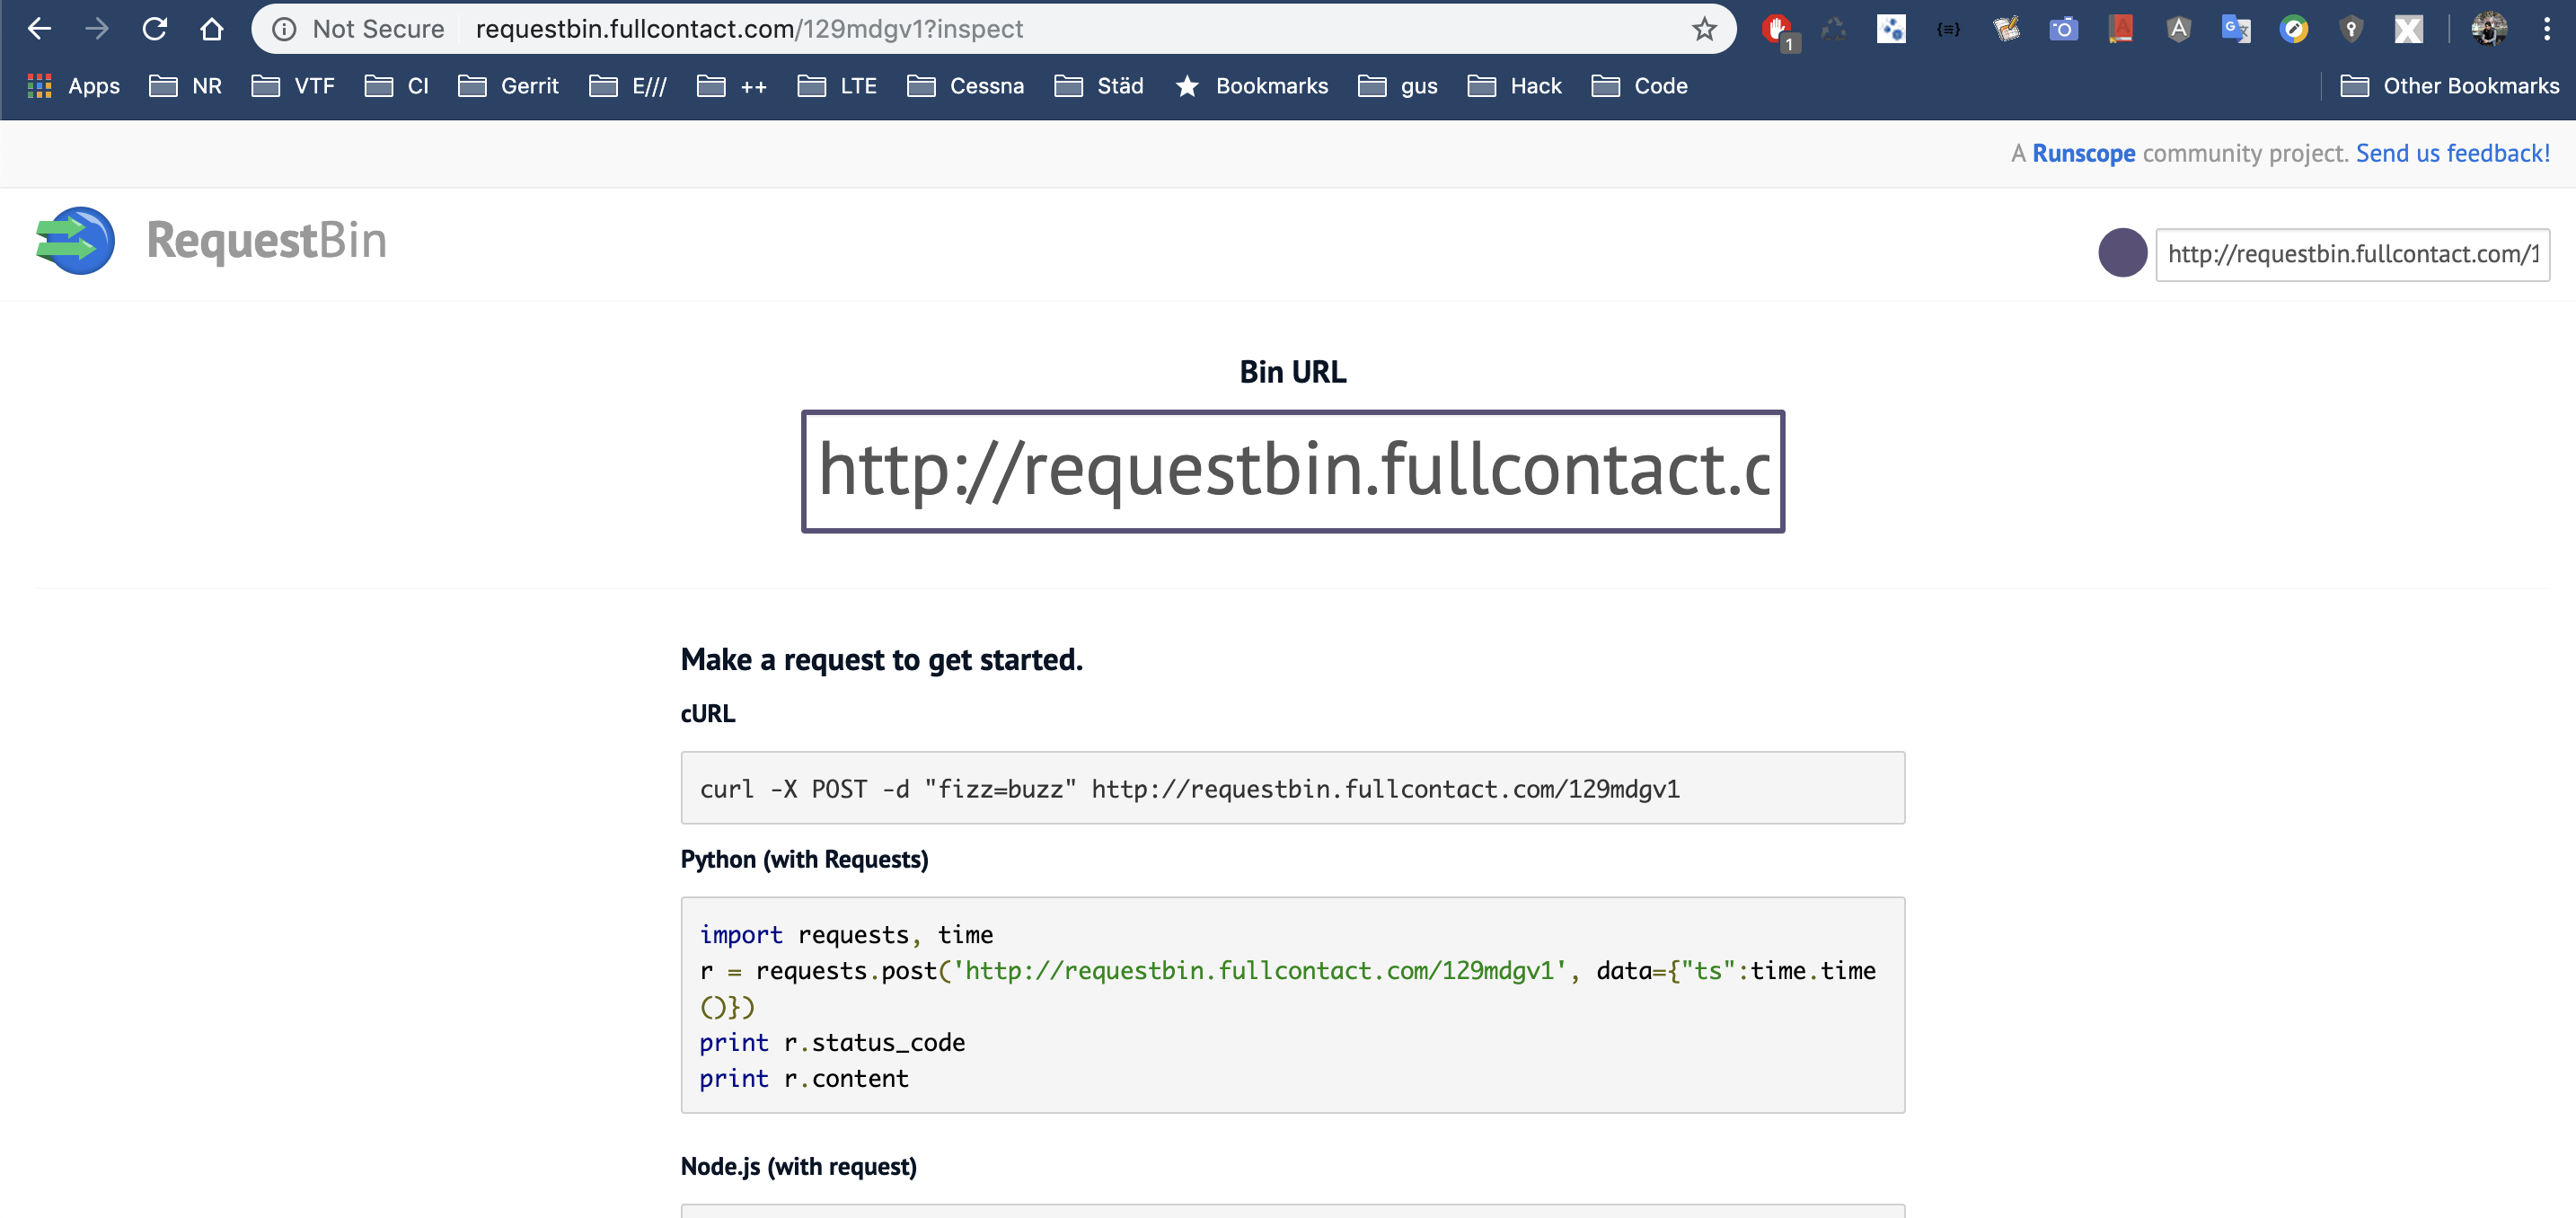 Not Secure requestbin.fullcontact.com/129mdgv1?inspect
1
{≡}
Apps NR VTF CI Gerrit E/// ++ LTE Cessna Städ Bookmarks gus Hack Code Other Bookmarks
A Runscope community project. Send us feedback!
RequestBin
http://requestbin.fullcontact.com/1
Bin URL
http://requestbin.fullcontact.c
Make a request to get started.
cURL
curl -X POST -d "fizz=buzz" http://requestbin.fullcontact.com/129mdgv1
Python (with Requests)
import requests, time
r = requests.post('http://requestbin.fullcontact.com/129mdgv1', data={"ts":time.time
()})
print r.status_code
print r.content
Node.js (with request)